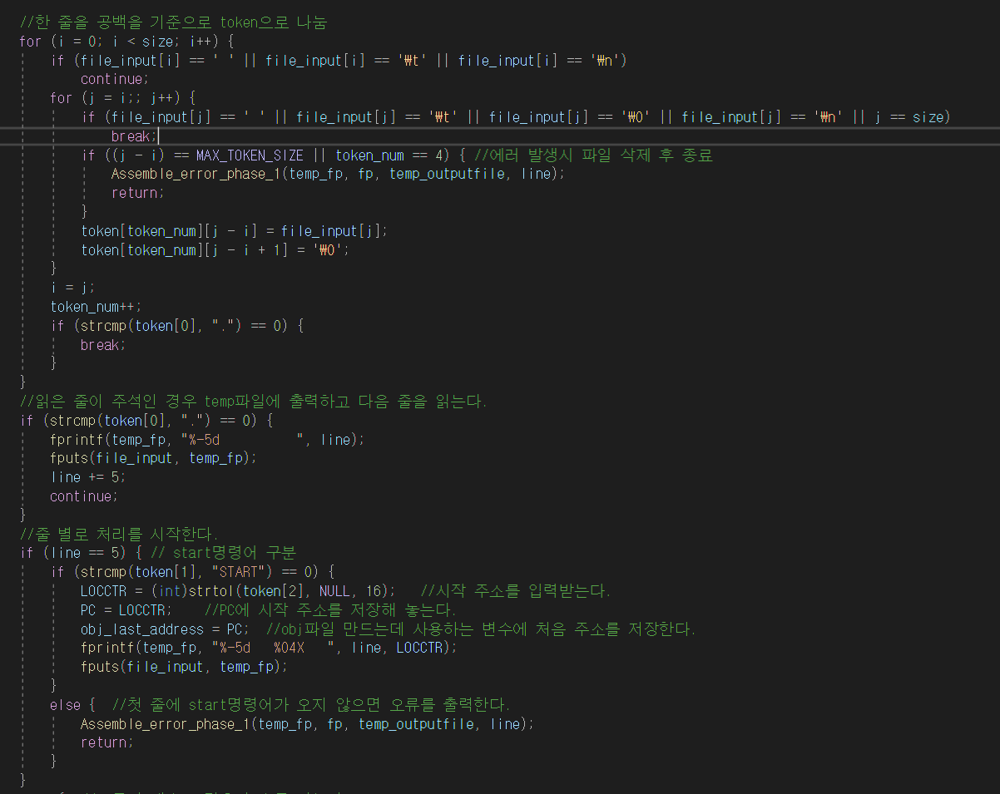 //한 줄을 공백을 기준으로 token으로 나눔
for (i = 0; i < size; i++) {
if (file_input[i] == ' ' || file_input[i] == '₩t' || file_input[i] == '₩n')
continue;
for (j = i;; j++) {
if (file_input[j] == ' ' || file_input[j] == '₩t' || file_input[j] == '₩0' || file_input[j] == '₩n' || j == size)
break;
if ((j - i) == MAX_TOKEN_SIZE || token_num == 4) { //에러 발생시 파일 삭제 후 종료
Assemble_error_phase_1(temp_fp, fp, temp_outputfile, line);
return;
}
token[token_num][j - i] = file_input[j];
token[token_num][j - i + 1] = '₩0';
}
i = j;
token_num++;
if (strcmp(token[0], ".") == 0) {
break;
}
}
//읽은 줄이 주석인 경우 temp파일에 출력하고 다음 줄을 읽는다.
if (strcmp(token[0], ".") == 0) {
fprintf(temp_fp, "%-5d          ", line);
fputs(file_input, temp_fp);
line += 5;
continue;
}
//줄 별로 처리를 시작한다.
if (line == 5) { // start명령어 구분
if (strcmp(token[1], "START") == 0) {
LOCCTR = (int)strtol(token[2], NULL, 16);   //시작 주소를 입력받는다.
PC = LOCCTR;    //PC에 시작 주소를 저장해 놓는다.
obj_last_address = PC;  //obj파일 만드는데 사용하는 변수에 처음 주소를 저장한다.
fprintf(temp_fp, "%-5d   %04X   ", line, LOCCTR);
fputs(file_input, temp_fp);
}
else {  //첫 줄에 start명령어가 오지 않으면 오류를 출력한다.
Assemble_error_phase_1(temp_fp, fp, temp_outputfile, line);
return;
}
}